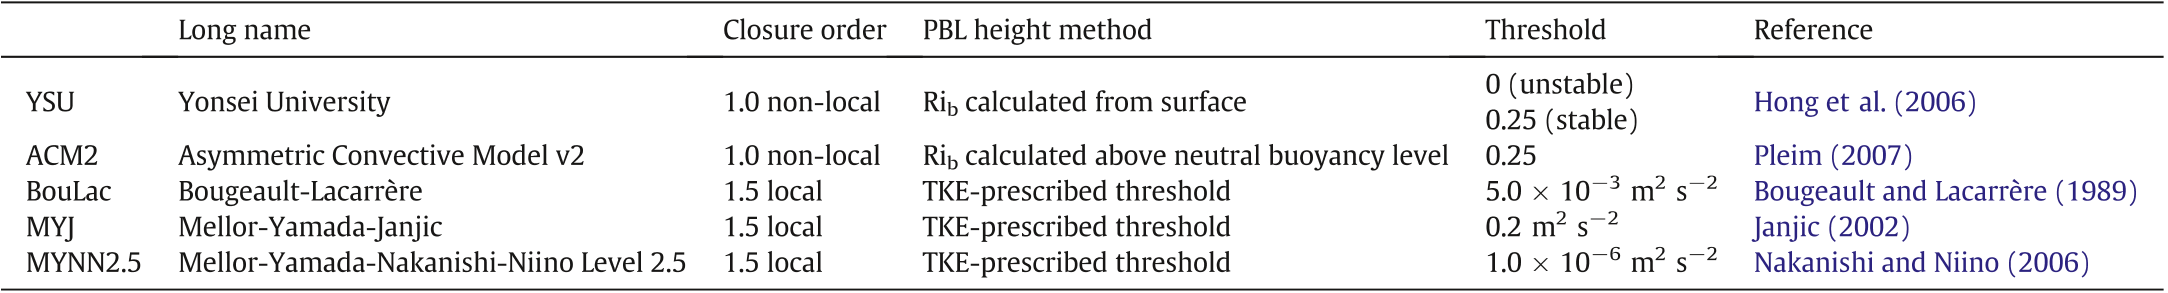 Long name Closure order PBL height method Threshold Reference
YSU Yonsei University 1.0 non-local Ri_b calculated from surface 0 (unstable) Hong et al. (2006)
0.25 (stable)
ACM2 Asymmetric Convective Model v2 1.0 non-local Ri_b calculated above neutral buoyancy level 0.25 Pleim (2007)
BouLac Bougeault-Lacarrère 1.5 local TKE-prescribed threshold 5.0 × 10⁻³ m² s⁻² Bougeault and Lacarrère (1989)
MYJ Mellor-Yamada-Janjic 1.5 local TKE-prescribed threshold 0.2 m² s⁻² Janjic (2002)
MYNN2.5 Mellor-Yamada-Nakanishi-Niino Level 2.5 1.5 local TKE-prescribed threshold 1.0 × 10⁻⁶ m² s⁻² Nakanishi and Niino (2006)